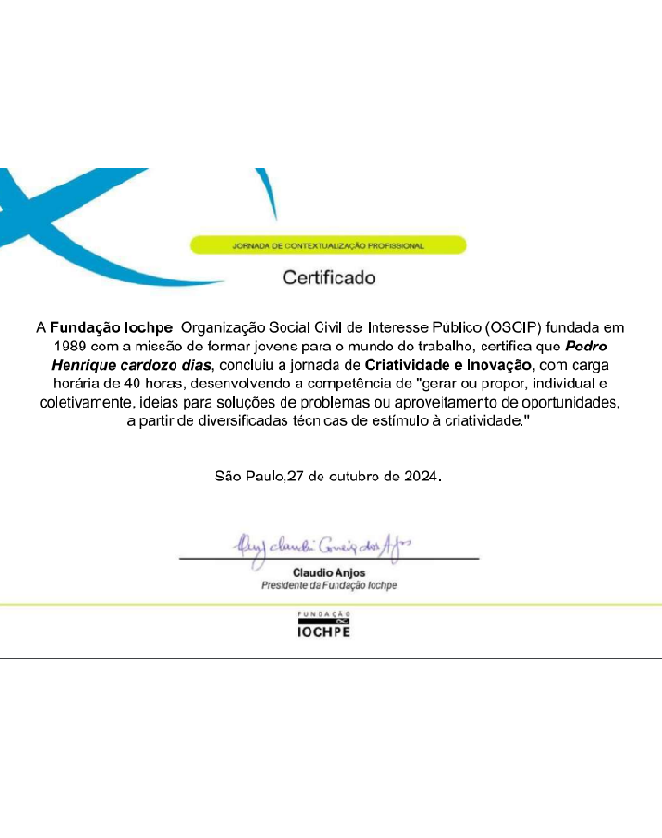 JORNADA DE CONTEXTUALIZAÇÃO PROFISSIONAL
Certificado
A Fundação Iochpe Organização Social Civil de Interesse Público (OSCIP) fundada em
1989 com a missão de formar jovens para o mundo do trabalho, certifica que Pedro
Henrique cardozo dias, concluiu a jornada de Criatividade e Inovação, com carga
horária de 40 horas, desenvolvendo a competência de "gerar ou propor, individual e
coletivamente, ideias para soluções de problemas ou aproveitamento de oportunidades,
a partir de diversificadas técnicas de estímulo à criatividade."
São Paulo,27 de outubro de 2024.
Claudio Anjos
Presidente da Fundação Iochpe
FUNDAÇÃO
IOCHPE